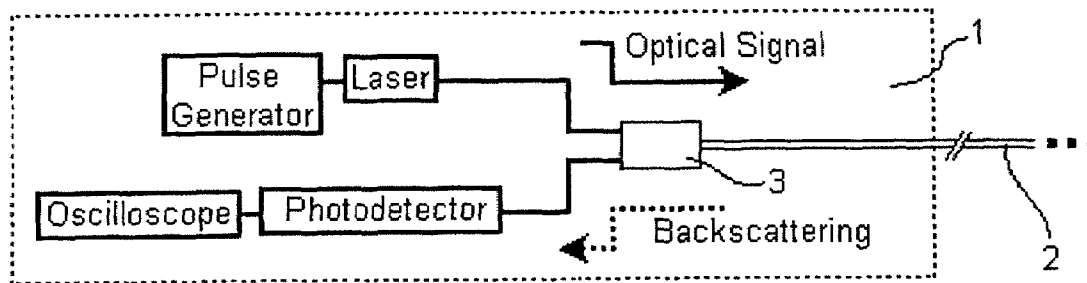 Optical Signal
1
Pulse
Generator
Laser
3
Oscilloscope
Photodetector
Backscattering
2